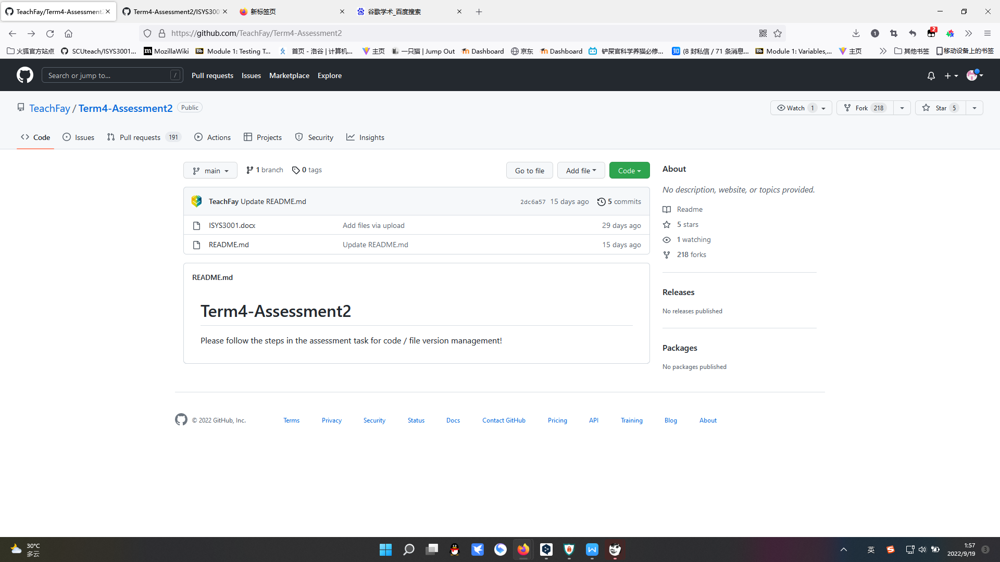 TeachFay/Term4-Assessment2
Term4-Assessment2/ISYS300
新标签页
谷歌学术_百度搜索
https://github.com/TeachFay/Term4-Assessment2
2
火狐官方站点
SCUteach/ISYS3001...
MozillaWiki
Module 1: Testing T...
首页 - 洛谷 | 计算机...
主页
一只猫 | Jump Out
Dashboard
京东
Dashboard
铲屎官科学养猫必修...
(8 封私信 / 71 条消息...
Module 1: Variables,...
主页
其他书签
移动设备上的书签
Search or jump to...
/
Pull requests
Issues
Marketplace
Explore
TeachFay / Term4-Assessment2
Public
Watch 1
Fork 218
Star 5
Code
Issues
Pull requests 191
Actions
Projects
Security
Insights
main
1 branch
0 tags
Go to file
Add file
Code
TeachFay Update README.md
2dc6a57 15 days ago
5 commits
ISYS3001.docx
Add files via upload
29 days ago
README.md
Update README.md
15 days ago
README.md
Term4-Assessment2
Please follow the steps in the assessment task for code / file version management!
About
No description, website, or topics provided.
Readme
5 stars
1 watching
218 forks
Releases
No releases published
Packages
No packages published
© 2022 GitHub, Inc.
Terms
Privacy
Security
Status
Docs
Contact GitHub
Pricing
API
Training
Blog
About
30°C
多云
英
1:57
2022/9/19
3